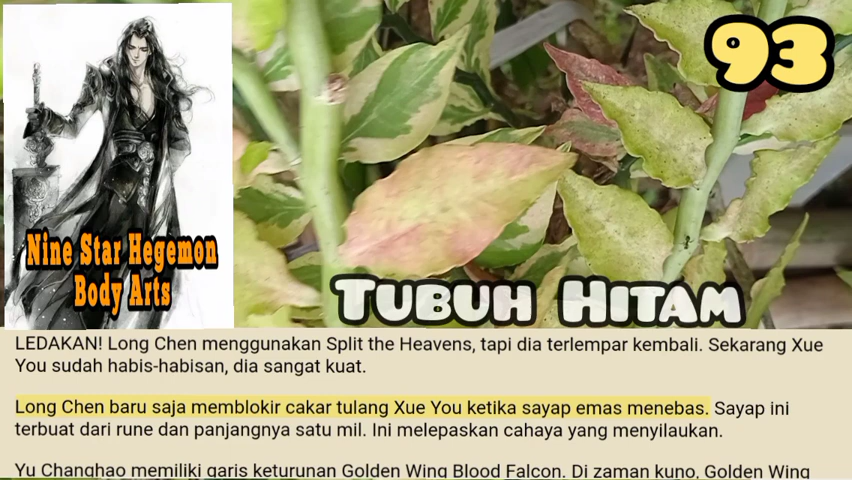 93
Nine Star Hegemon
Body Arts
TUBUH HITAM
LEDAKAN! Long Chen menggunakan Split the Heavens, tapi dia terlempar kembali. Sekarang Xue
You sudah habis-habisan, dia sangat kuat.
Long Chen baru saja memblokir cakar tulang Xue You ketika sayap emas menebas. Sayap ini
terbuat dari rune dan panjangnya satu mil. Ini melepaskan cahaya yang menyilaukan.
Yu Changhao memiliki garis keturunan Golden Wing Blood Falcon. Di zaman kuno, Golden Wing